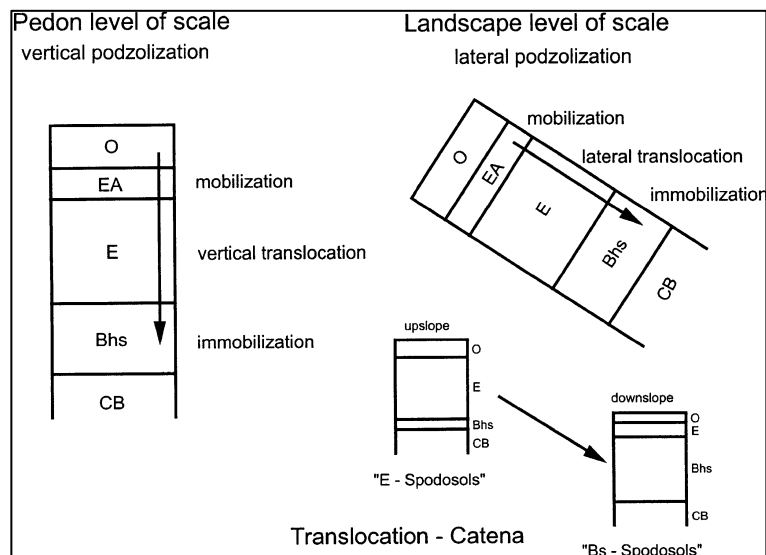 Pedon level of scale
vertical podzolization
O
EA
mobilization
E
vertical translocation
Bhs
immobilization
CB
Landscape level of scale
lateral podzolization
mobilization
lateral translocation
immobilization
O
EA
E
Bhs
CB
upslope
O
E
Bhs
CB
"E - Spodosols"
downslope
O
E
Bhs
CB
"Bs - Spodosols"
Translocation - Catena